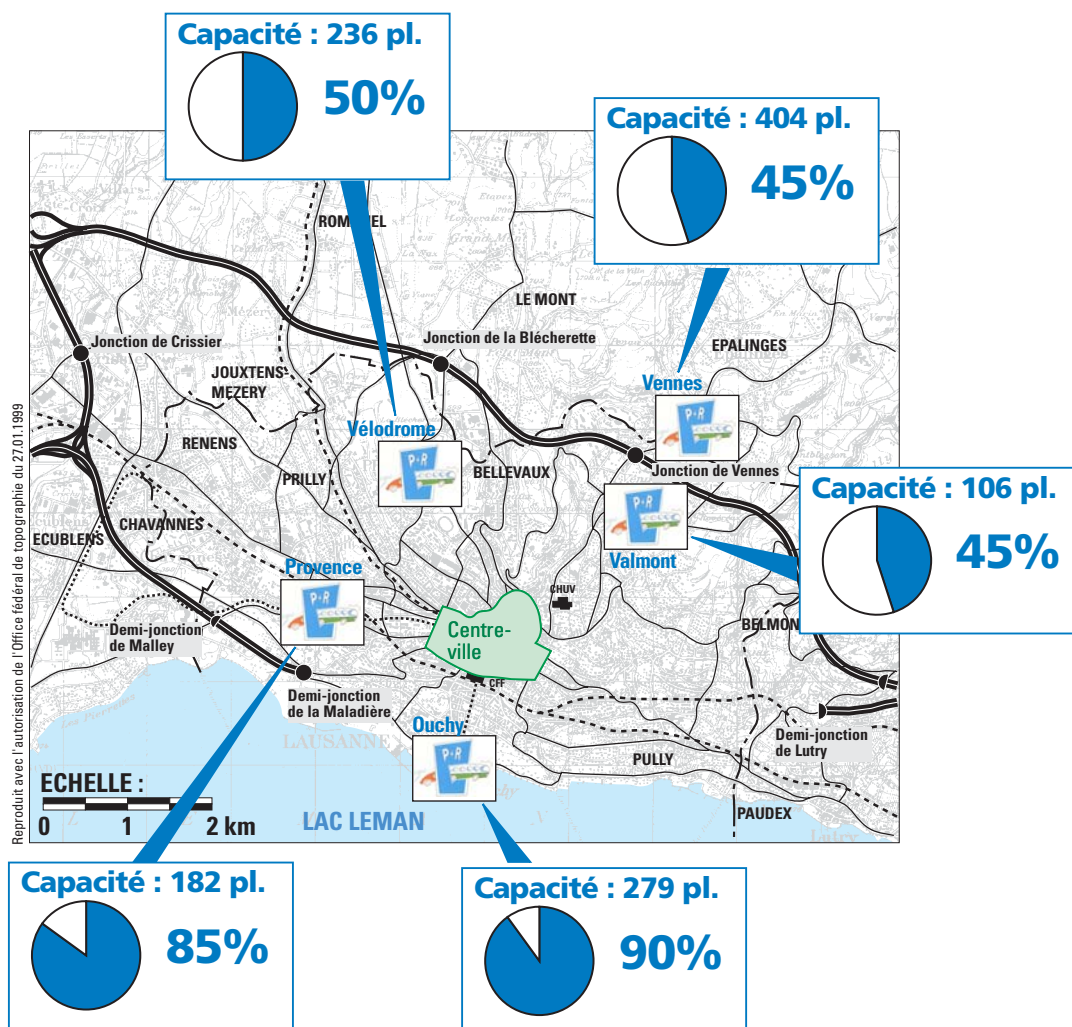 Capacité : 236 pl.
50%
Capacité : 404 pl.
45%
ROMANEL
LE MONT
Jonction de Crissier
Jonction de la Blécherette
EPALINGES
JOUXTENS-
MEZERY
Vennes
P+R
Vélodrome
P+R
RENENS
BELLEVAUX
Jonction de Vennes
PRILLY
Capacité : 106 pl.
45%
P+R
Valmont
CHAVANNES
ECUBLENS
Provence
P+R
CHUV
Centre-
ville
Demi-jonction
de Malley
CFF
Demi-jonction
de la Maladière
Ouchy
P+R
LAUSANNE
Demi-jonction
de Lutry
PULLY
PAUDEX
ECHELLE :
0 1 2 km
LAC LEMAN
Reproduit avec l'autorisation de l'Office fédéral de topographie du 27/01 1999
Capacité : 182 pl.
85%
Capacité : 279 pl.
90%